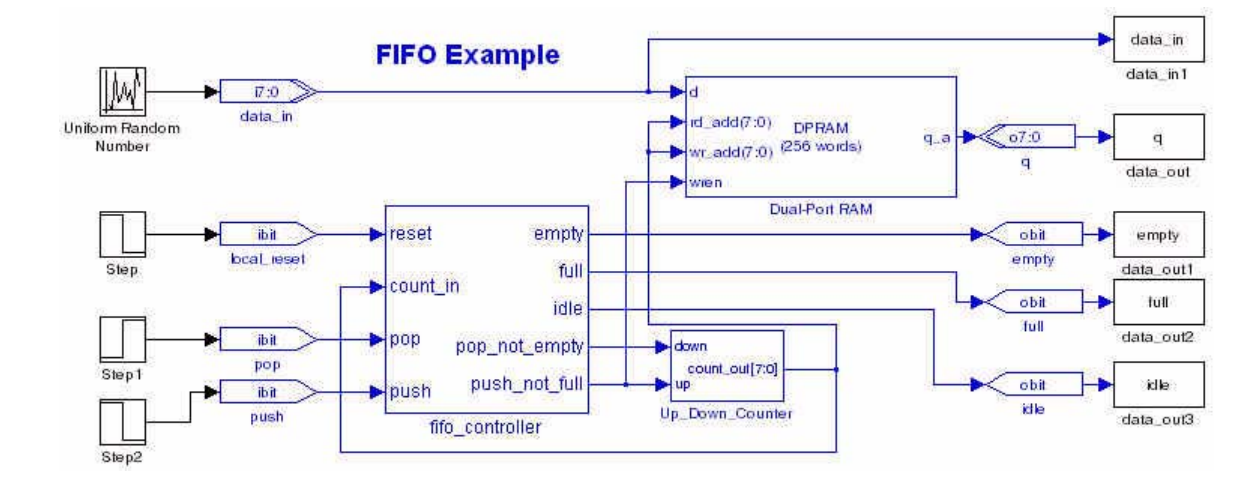 FIFO Example
data_in
data_in1
i7:0
data_in
Uniform Random
Number
d
rd_add(7:0)
wr_add(7:0)
wren
DPRAM
(256 words)
q_a
Dual-Port RAM
o7:0
q
q
data_out
Step
ibit
local_reset
reset
count_in
pop
push
empty
full
idle
pop_not_empty
push_not_full
fifo_controller
obit
empty
empty
data_out1
obit
full
full
data_out2
Step1
ibit
pop
down
count_out[7:0]
up
Up_Down_Counter
obit
idle
idle
data_out3
ibit
push
Step2